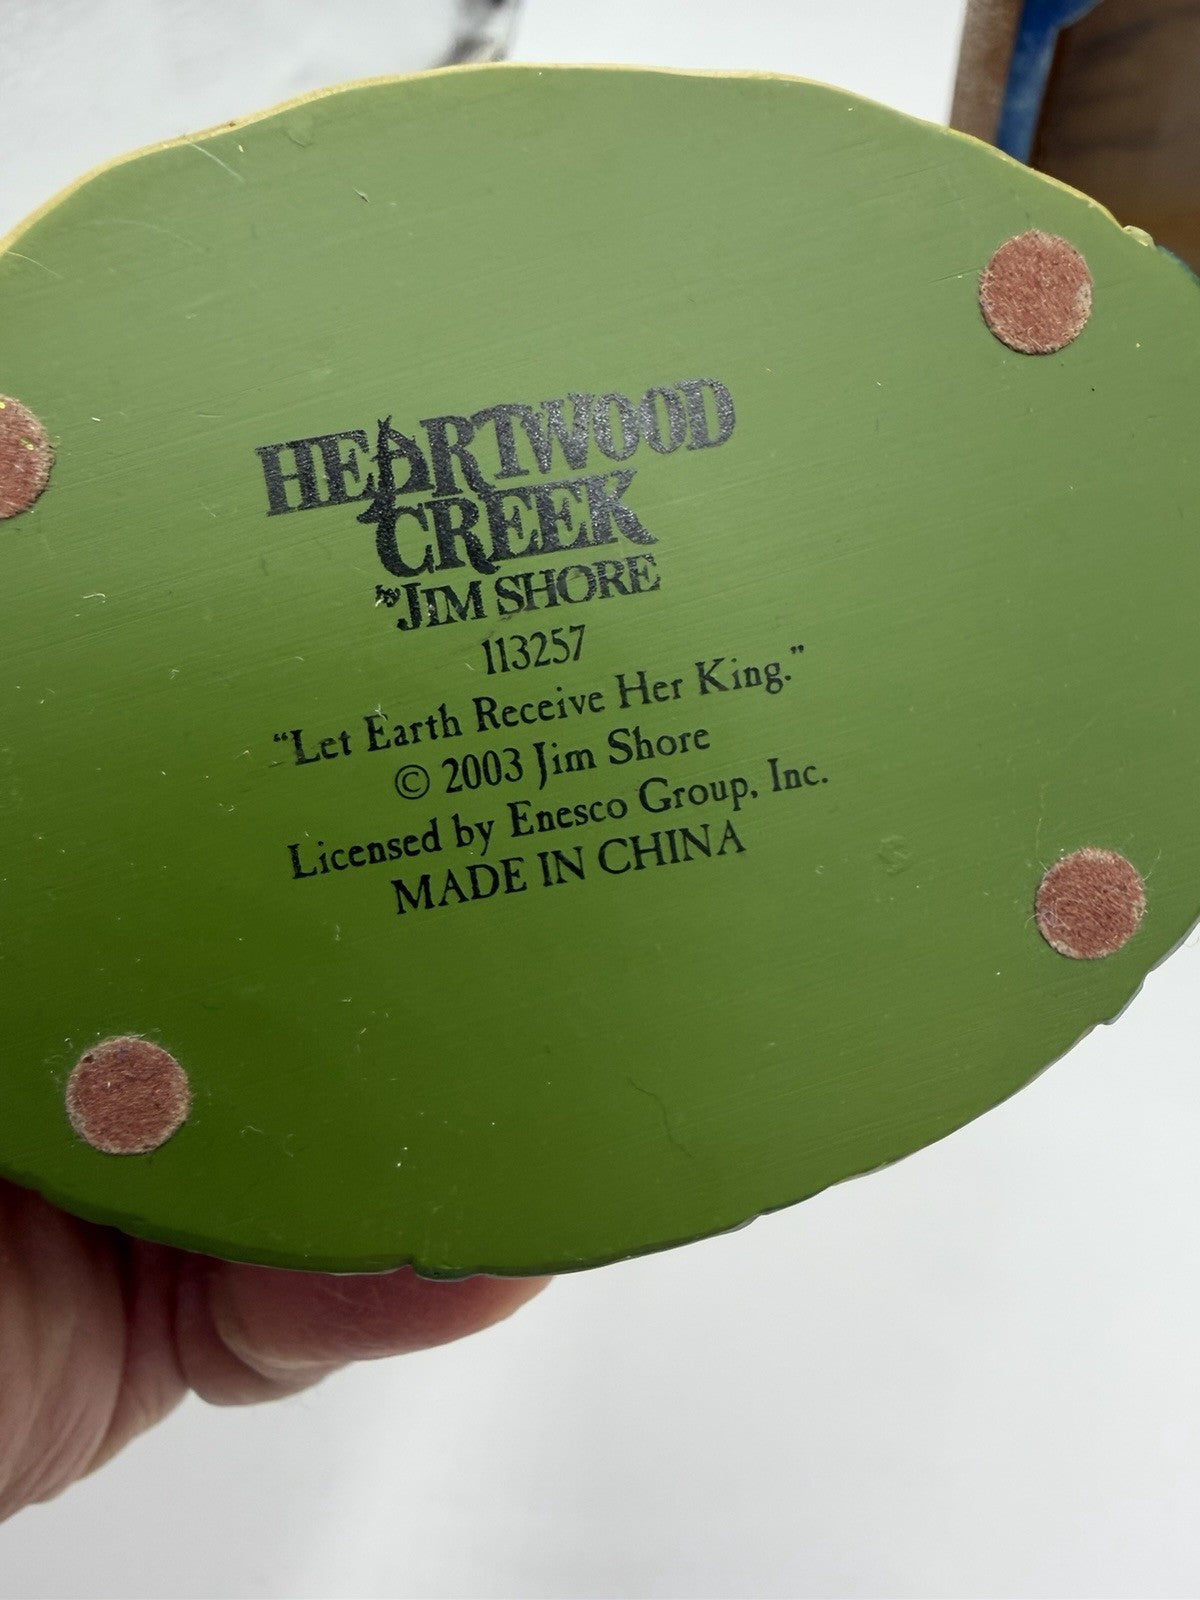 HEARTWOOD
CREEK
by JIM SHORE
113257
“Let Earth Receive Her King.”
© 2003 Jim Shore
Licensed by Enesco Group, Inc.
MADE IN CHINA